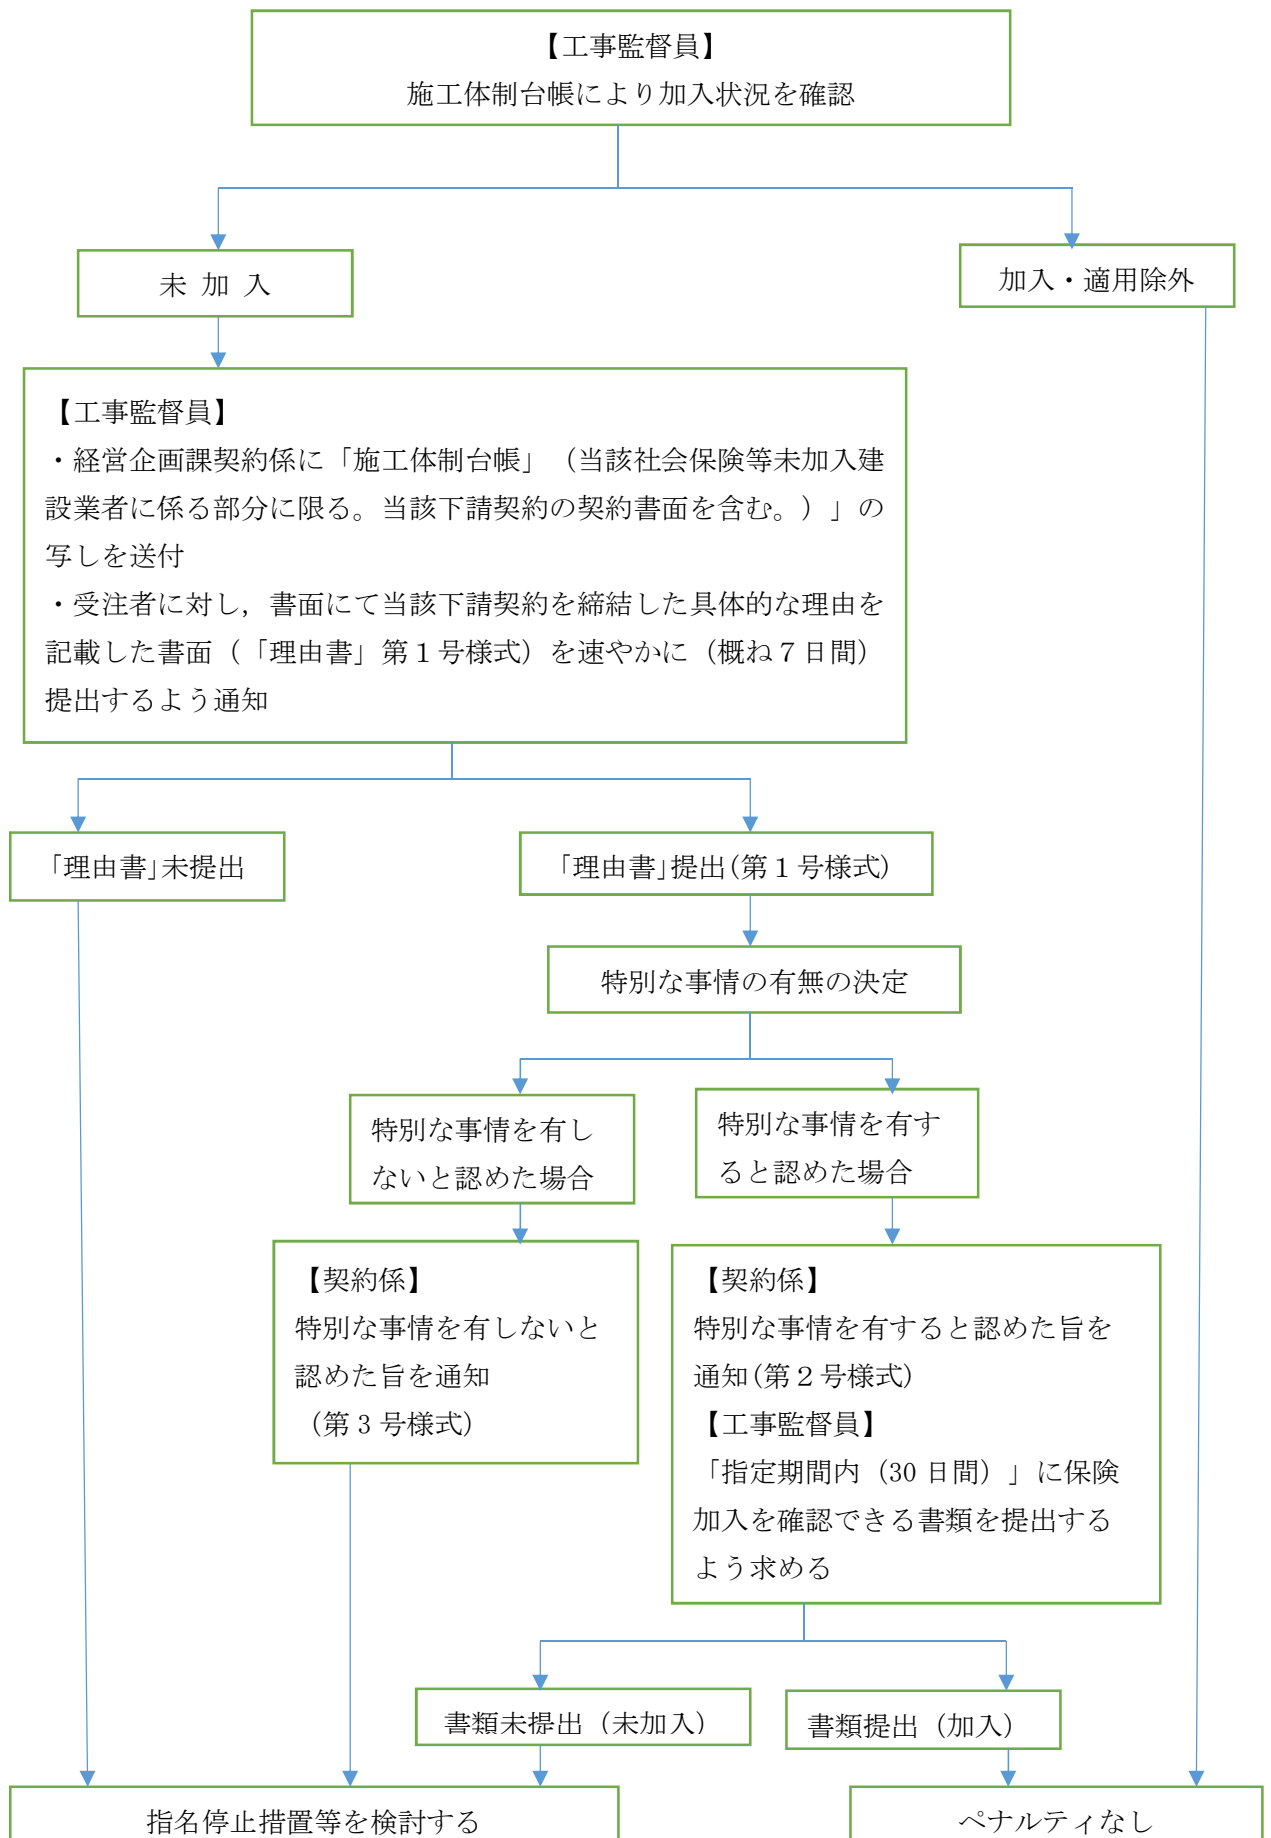 【工事監督員】
施工体制台帳により加入状況を確認
未 加 入
加入・適用除外
【工事監督員】
・経営企画課契約係に「施工体制台帳」（当該社会保険等未加入建
設業者に係る部分に限る。当該下請契約の契約書面を含む。）」の
写しを送付
・受注者に対し，書面にて当該下請契約を締結した具体的な理由を
記載した書面（「理由書」第１号様式）を速やかに（概ね７日間）
提出するよう通知
「理由書」未提出
「理由書」提出（第１号様式）
特別な事情の有無の決定
特別な事情を有し
ないと認めた場合
特別な事情を有す
ると認めた場合
【契約係】
特別な事情を有しないと
認めた旨を通知
（第 3 号様式）
【契約係】
特別な事情を有すると認めた旨を
通知（第２号様式）
【工事監督員】
「指定期間内（30 日間）」に保険
加入を確認できる書類を提出する
よう求める
書類未提出（未加入）
書類提出（加入）
指名停止措置等を検討する
ペナルティなし